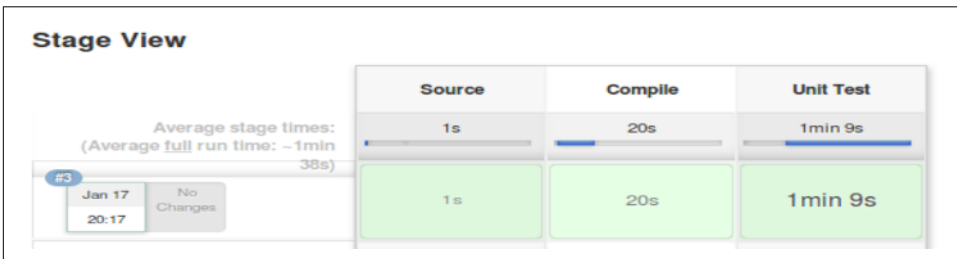 Stage View
Source Compile Unit Test
Average stage times:
(Average full run time: ~1min
38s)
1s 20s 1min 9s
#3
Jan 17
20:17
No
Changes
1s 20s 1min 9s